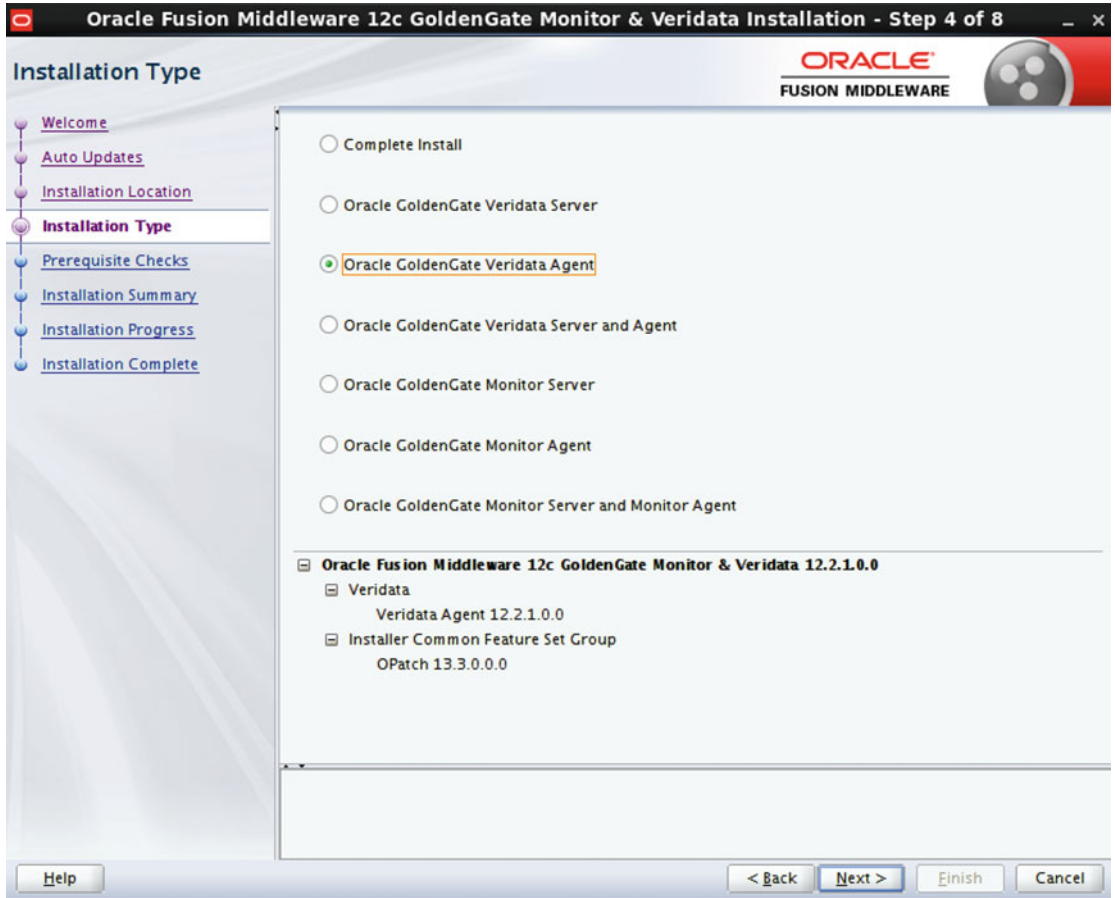 Oracle Fusion Middleware 12c GoldenGate Monitor & Veridata Installation - Step 4 of 8
Installation Type
ORACLE®
FUSION MIDDLEWARE
Welcome
Auto Updates
Installation Location
Installation Type
Prerequisite Checks
Installation Summary
Installation Progress
Installation Complete
Complete Install
Oracle GoldenGate Veridata Server
Oracle GoldenGate Veridata Agent
Oracle GoldenGate Veridata Server and Agent
Oracle GoldenGate Monitor Server
Oracle GoldenGate Monitor Agent
Oracle GoldenGate Monitor Server and Monitor Agent
Oracle Fusion Middleware 12c GoldenGate Monitor & Veridata 12.2.1.0.0
Veridata
Veridata Agent 12.2.1.0.0
Installer Common Feature Set Group
OPatch 13.3.0.0.0
Help
< Back
Next >
Finish
Cancel